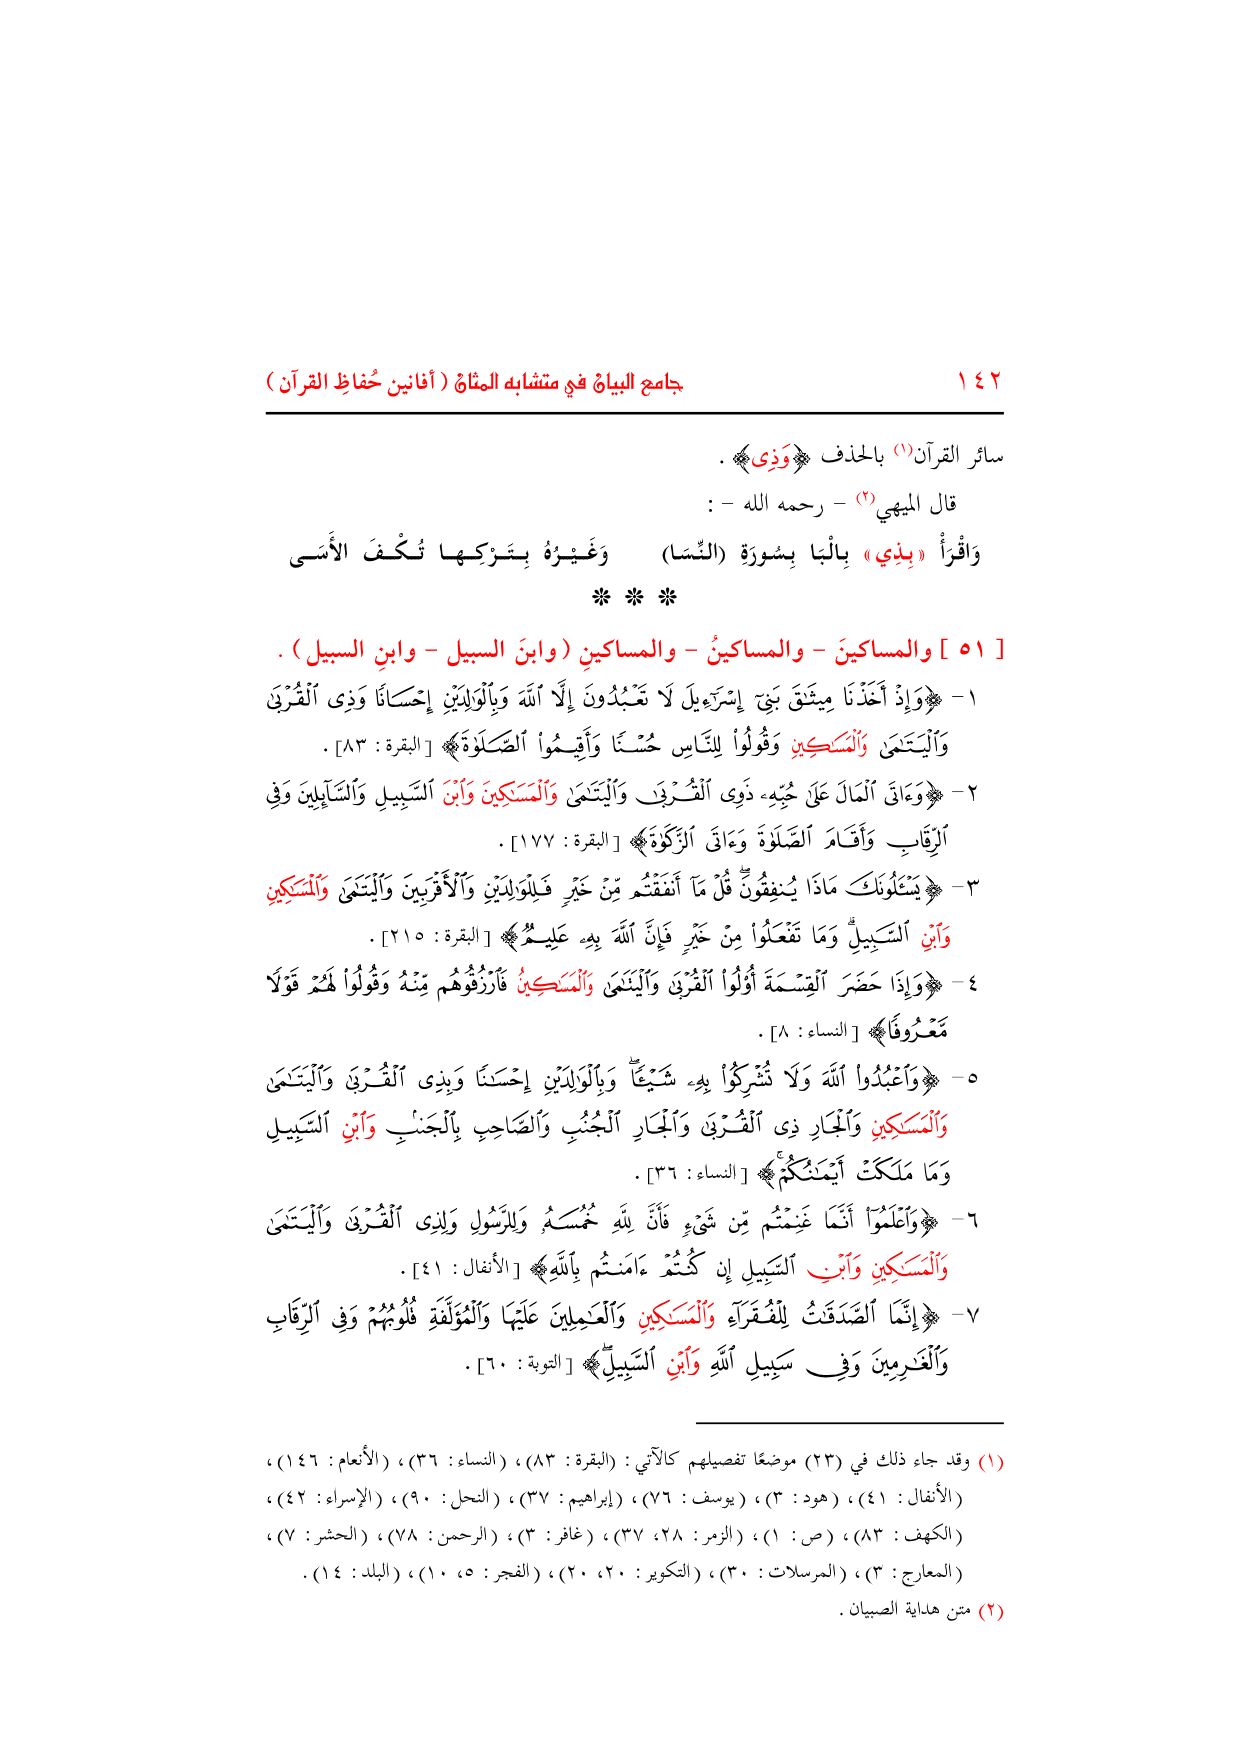 ١٤٢ جامع البيان في متشابه المثان ( أفانين حُفاظِ القرآن )
سائر القرآن(١) بالحذف ﴿وَذِى﴾ .
قال الميهي(٢) – رحمه الله – :
وَاقْرَأْ «بِذِي» بِالْبَا بِسُورَةِ (النِّسَا) وَغَيْرُهُ بِتَرْكِهَا تُكْفَ الأَسَى
* * *
[ ٥١ ] والمساكينَ – والمساكينُ – والمساكينِ ( وابنَ السبيل – وابنِ السبيل ) .
١– ﴿وَإِذْ أَخَذْنَا مِيثَٰقَ بَنِىٓ إِسْرَٰٓءِيلَ لَا تَعْبُدُونَ إِلَّا ٱللَّهَ وَبِٱلْوَٰلِدَيْنِ إِحْسَانًا وَذِى ٱلْقُرْبَىٰ
وَٱلْيَتَٰمَىٰ وَٱلْمَسَٰكِينِ وَقُولُوا۟ لِلنَّاسِ حُسْنًا وَأَقِيمُوا۟ ٱلصَّلَوٰةَ﴾ [البقرة : ٨٣] .
٢– ﴿وَءَاتَى ٱلْمَالَ عَلَىٰ حُبِّهِۦ ذَوِى ٱلْقُرْبَىٰ وَٱلْيَتَٰمَىٰ وَٱلْمَسَٰكِينَ وَٱبْنَ ٱلسَّبِيلِ وَٱلسَّآئِلِينَ وَفِى
ٱلرِّقَابِ وَأَقَامَ ٱلصَّلَوٰةَ وَءَاتَى ٱلزَّكَوٰةَ﴾ [البقرة : ١٧٧] .
٣– ﴿يَسْـَٔلُونَكَ مَاذَا يُنفِقُونَ ۖ قُلْ مَآ أَنفَقْتُم مِّنْ خَيْرٍ فَلِلْوَٰلِدَيْنِ وَٱلْأَقْرَبِينَ وَٱلْيَتَٰمَىٰ وَٱلْمَسَٰكِينِ
وَٱبْنِ ٱلسَّبِيلِ ۗ وَمَا تَفْعَلُوا۟ مِنْ خَيْرٍ فَإِنَّ ٱللَّهَ بِهِۦ عَلِيمٌ﴾ [البقرة : ٢١٥] .
٤– ﴿وَإِذَا حَضَرَ ٱلْقِسْمَةَ أُو۟لُوا۟ ٱلْقُرْبَىٰ وَٱلْيَتَٰمَىٰ وَٱلْمَسَٰكِينُ فَٱرْزُقُوهُم مِّنْهُ وَقُولُوا۟ لَهُمْ قَوْلًا
مَّعْرُوفًا﴾ [النساء : ٨] .
٥– ﴿وَٱعْبُدُوا۟ ٱللَّهَ وَلَا تُشْرِكُوا۟ بِهِۦ شَيْـًٔا ۖ وَبِٱلْوَٰلِدَيْنِ إِحْسَٰنًا وَبِذِى ٱلْقُرْبَىٰ وَٱلْيَتَٰمَىٰ
وَٱلْمَسَٰكِينِ وَٱلْجَارِ ذِى ٱلْقُرْبَىٰ وَٱلْجَارِ ٱلْجُنُبِ وَٱلصَّاحِبِ بِٱلْجَنۢبِ وَٱبْنِ ٱلسَّبِيلِ
وَمَا مَلَكَتْ أَيْمَٰنُكُمْ ۚ﴾ [النساء : ٣٦] .
٦– ﴿وَٱعْلَمُوٓا۟ أَنَّمَا غَنِمْتُم مِّن شَىْءٍ فَأَنَّ لِلَّهِ خُمُسَهُۥ وَلِلرَّسُولِ وَلِذِى ٱلْقُرْبَىٰ وَٱلْيَتَٰمَىٰ
وَٱلْمَسَٰكِينِ وَٱبْنِ ٱلسَّبِيلِ إِن كُنتُمْ ءَامَنتُم بِٱللَّهِ﴾ [الأنفال : ٤١] .
٧– ﴿إِنَّمَا ٱلصَّدَقَٰتُ لِلْفُقَرَآءِ وَٱلْمَسَٰكِينِ وَٱلْعَٰمِلِينَ عَلَيْهَا وَٱلْمُؤَلَّفَةِ قُلُوبُهُمْ وَفِى ٱلرِّقَابِ
وَٱلْغَٰرِمِينَ وَفِى سَبِيلِ ٱللَّهِ وَٱبْنِ ٱلسَّبِيلِ ۖ﴾ [التوبة : ٦٠] .
(١) وقد جاء ذلك في (٢٣) موضعًا تفصيلهم كالآتي : (البقرة : ٨٣)، (النساء : ٣٦)، (الأنعام : ١٤٦)،
(الأنفال : ٤١)، (هود : ٣)، (يوسف : ٧٦)، (إبراهيم : ٣٧)، (النحل : ٩٠)، (الإسراء : ٤٢)،
(الكهف : ٨٣)، (ص : ١)، (الزمر : ٢٨، ٣٧)، (غافر : ٣)، (الرحمن : ٧٨)، (الحشر : ٧)،
(المعارج : ٣)، (المرسلات : ٣٠)، (التكوير : ٢٠، ٢٠)، (الفجر : ٥، ١٠)، (البلد : ١٤) .
(٢) متن هداية الصبيان .